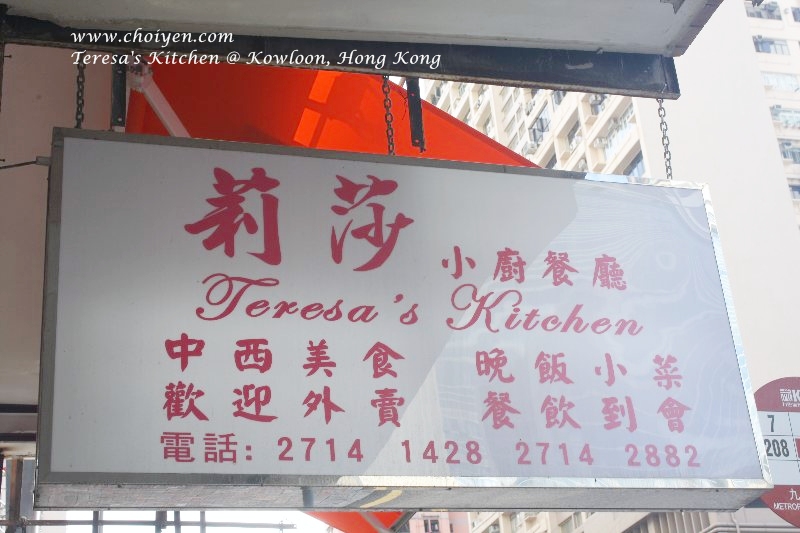 www.choiyen.com
Teresa's Kitchen @ Kowloon, Hong Kong
莉莎
小廚餐廳
Teresa's Kitchen
中西美食 晚飯小菜
歡迎外賣 餐飲到會
電話: 2714 1428 2714 2882
7
208
九
METROP